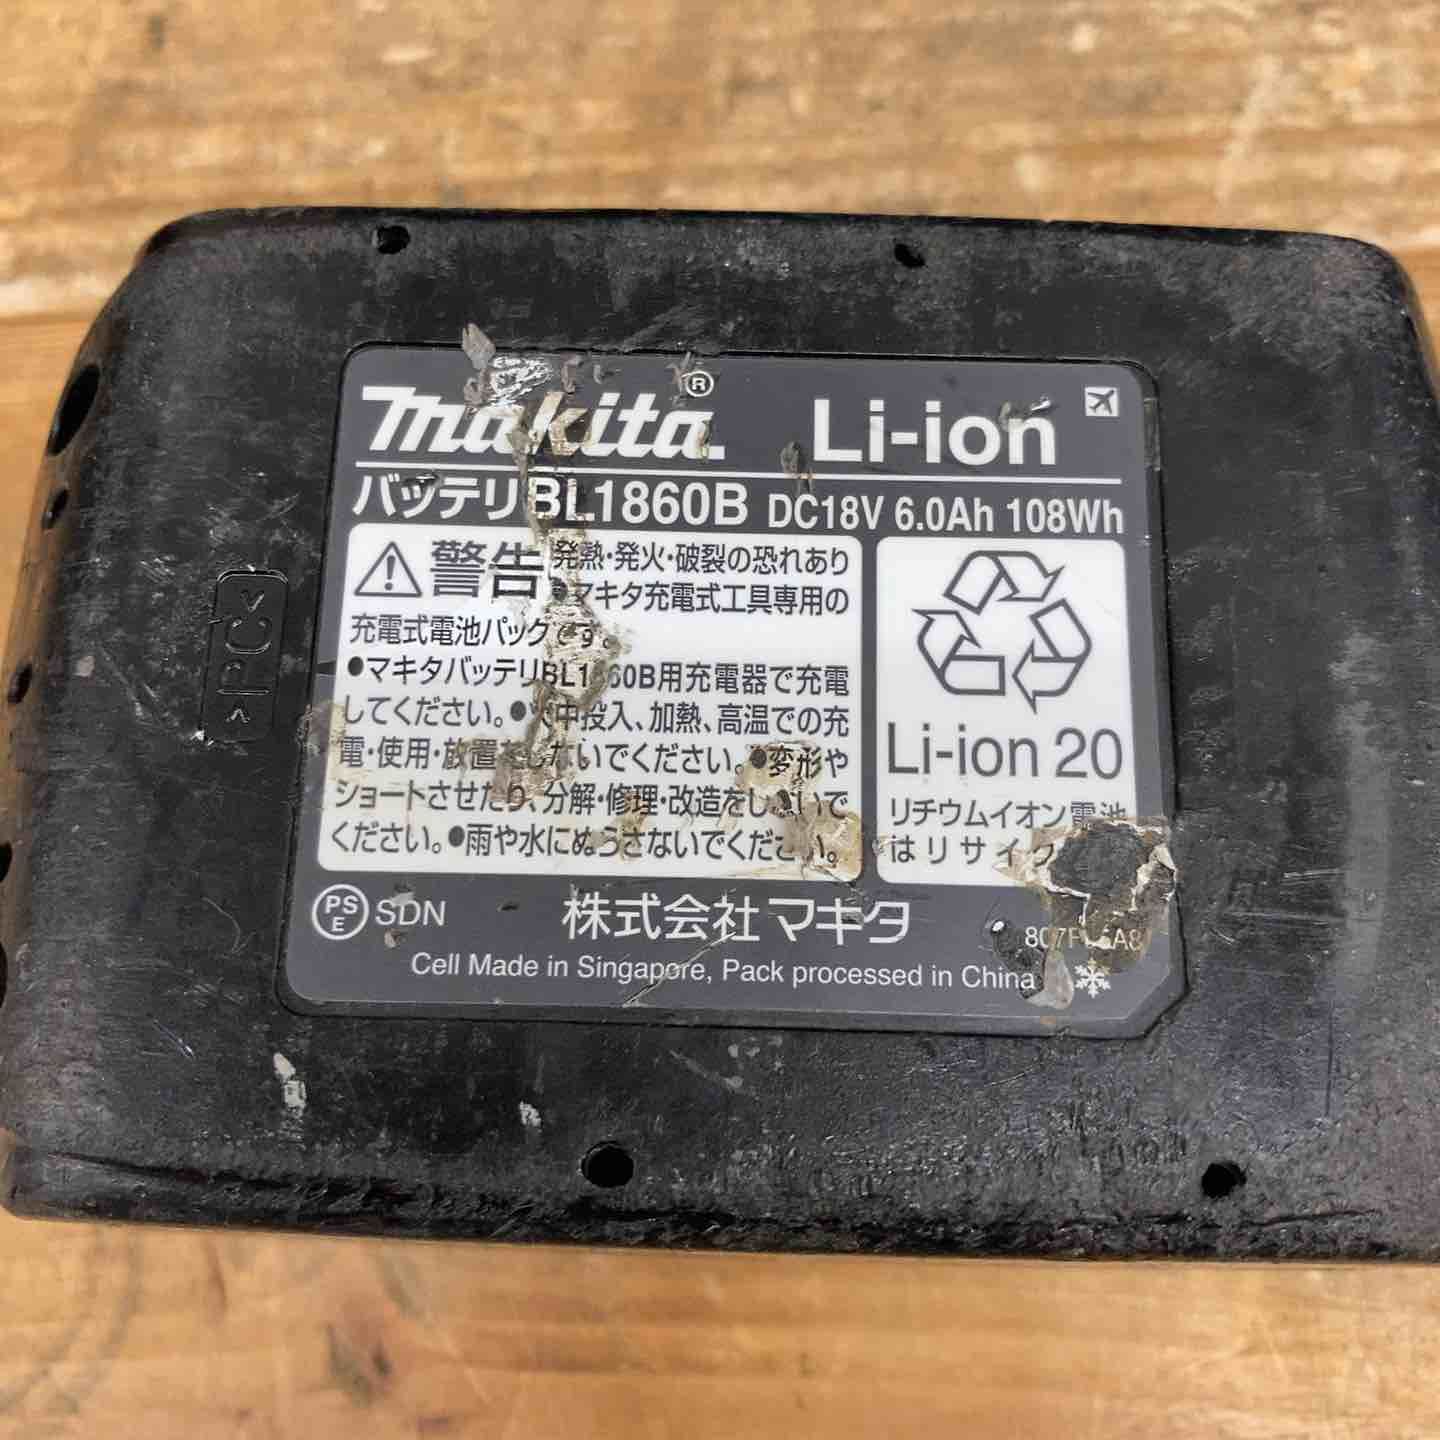 makita® Li-ion
バッテリBL1860B DC18V 6.0Ah 108Wh
警告 発熱・発火・破裂の恐れあり
●マキタ充電式工具専用の
充電式電池パックです。
●マキタバッテリBL1860B用充電器で充電
してください。●火中投入、加熱、高温での充
電・使用・放置をしないでください。●変形や
ショートさせたり、分解・修理・改造をしないで
ください。●雨や水にぬらさないでください。
Li-ion 20
リチウムイオン電池
はリサイク
PS
E
SDN
株式会社マキタ
Cell Made in Singapore, Pack processed in China
>PC<